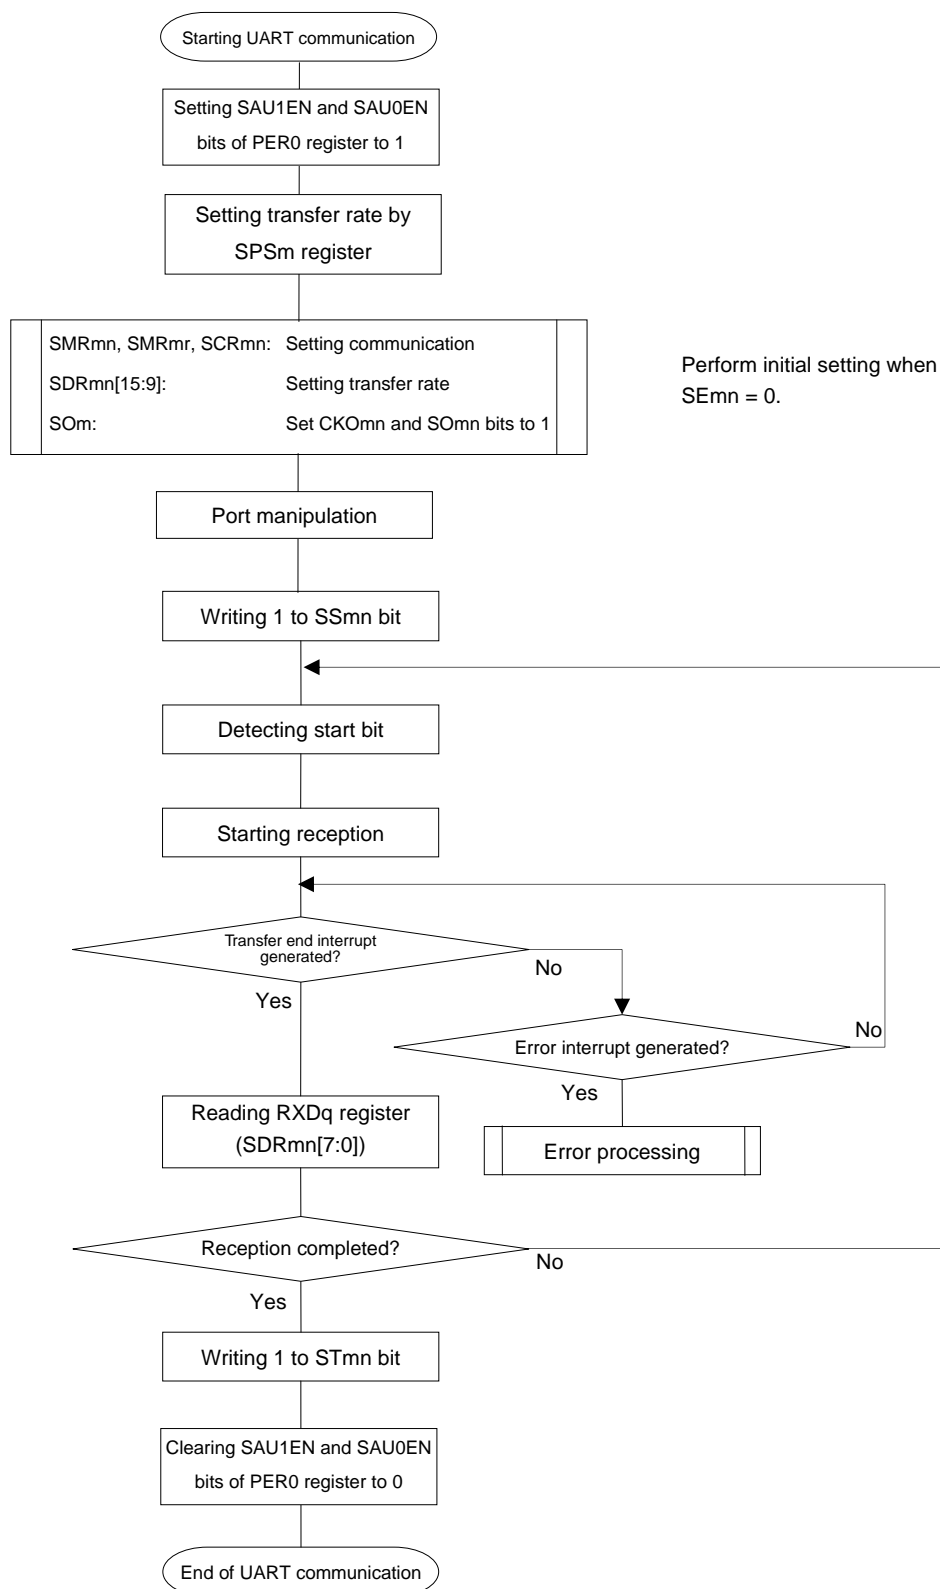 Starting UART communication
Setting SAU1EN and SAU0EN
bits of PER0 register to 1
Setting transfer rate by
SPSm register
SMRmn, SMRmr, SCRmn: Setting communication
SDRmn[15:9]: Setting transfer rate
SOm: Set CKOmn and SOmn bits to 1
Perform initial setting when
SEmn = 0.
Port manipulation
Writing 1 to SSmn bit
Detecting start bit
Starting reception
Transfer end interrupt
generated?
No
Yes
Error interrupt generated?
No
Yes
Reading RXDq register
(SDRmn[7:0])
Error processing
Reception completed?
No
Yes
Writing 1 to STmn bit
Clearing SAU1EN and SAU0EN
bits of PER0 register to 0
End of UART communication